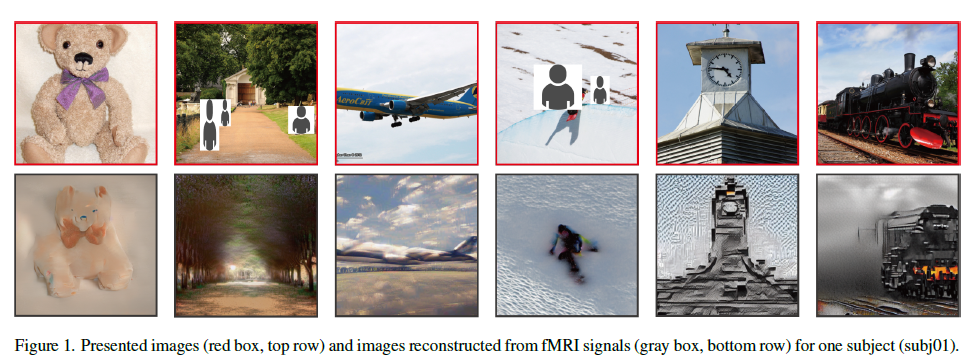 AeroSvit
Figure 1. Presented images (red box, top row) and images reconstructed from fMRI signals (gray box, bottom row) for one subject (subj01).